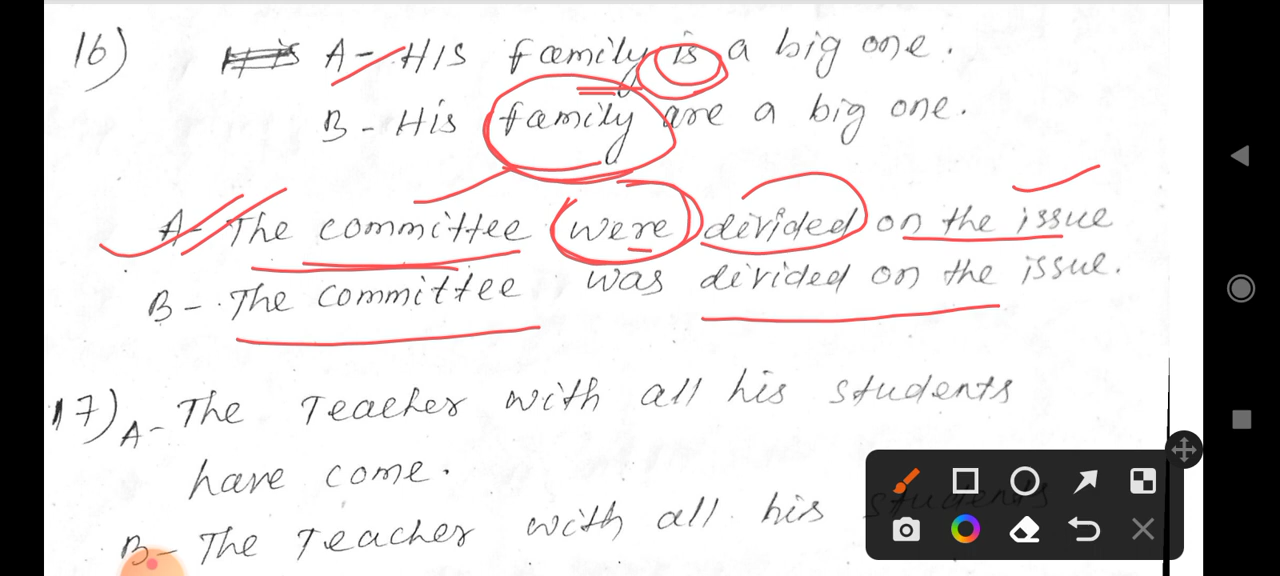 16) A- His family is a big one.
B- His family are a big one.
A- The committee were divided on the issue
B- The committee was divided on the issue.
17) A- The Teacher with all his students
have come.
B- The Teacher with all his students